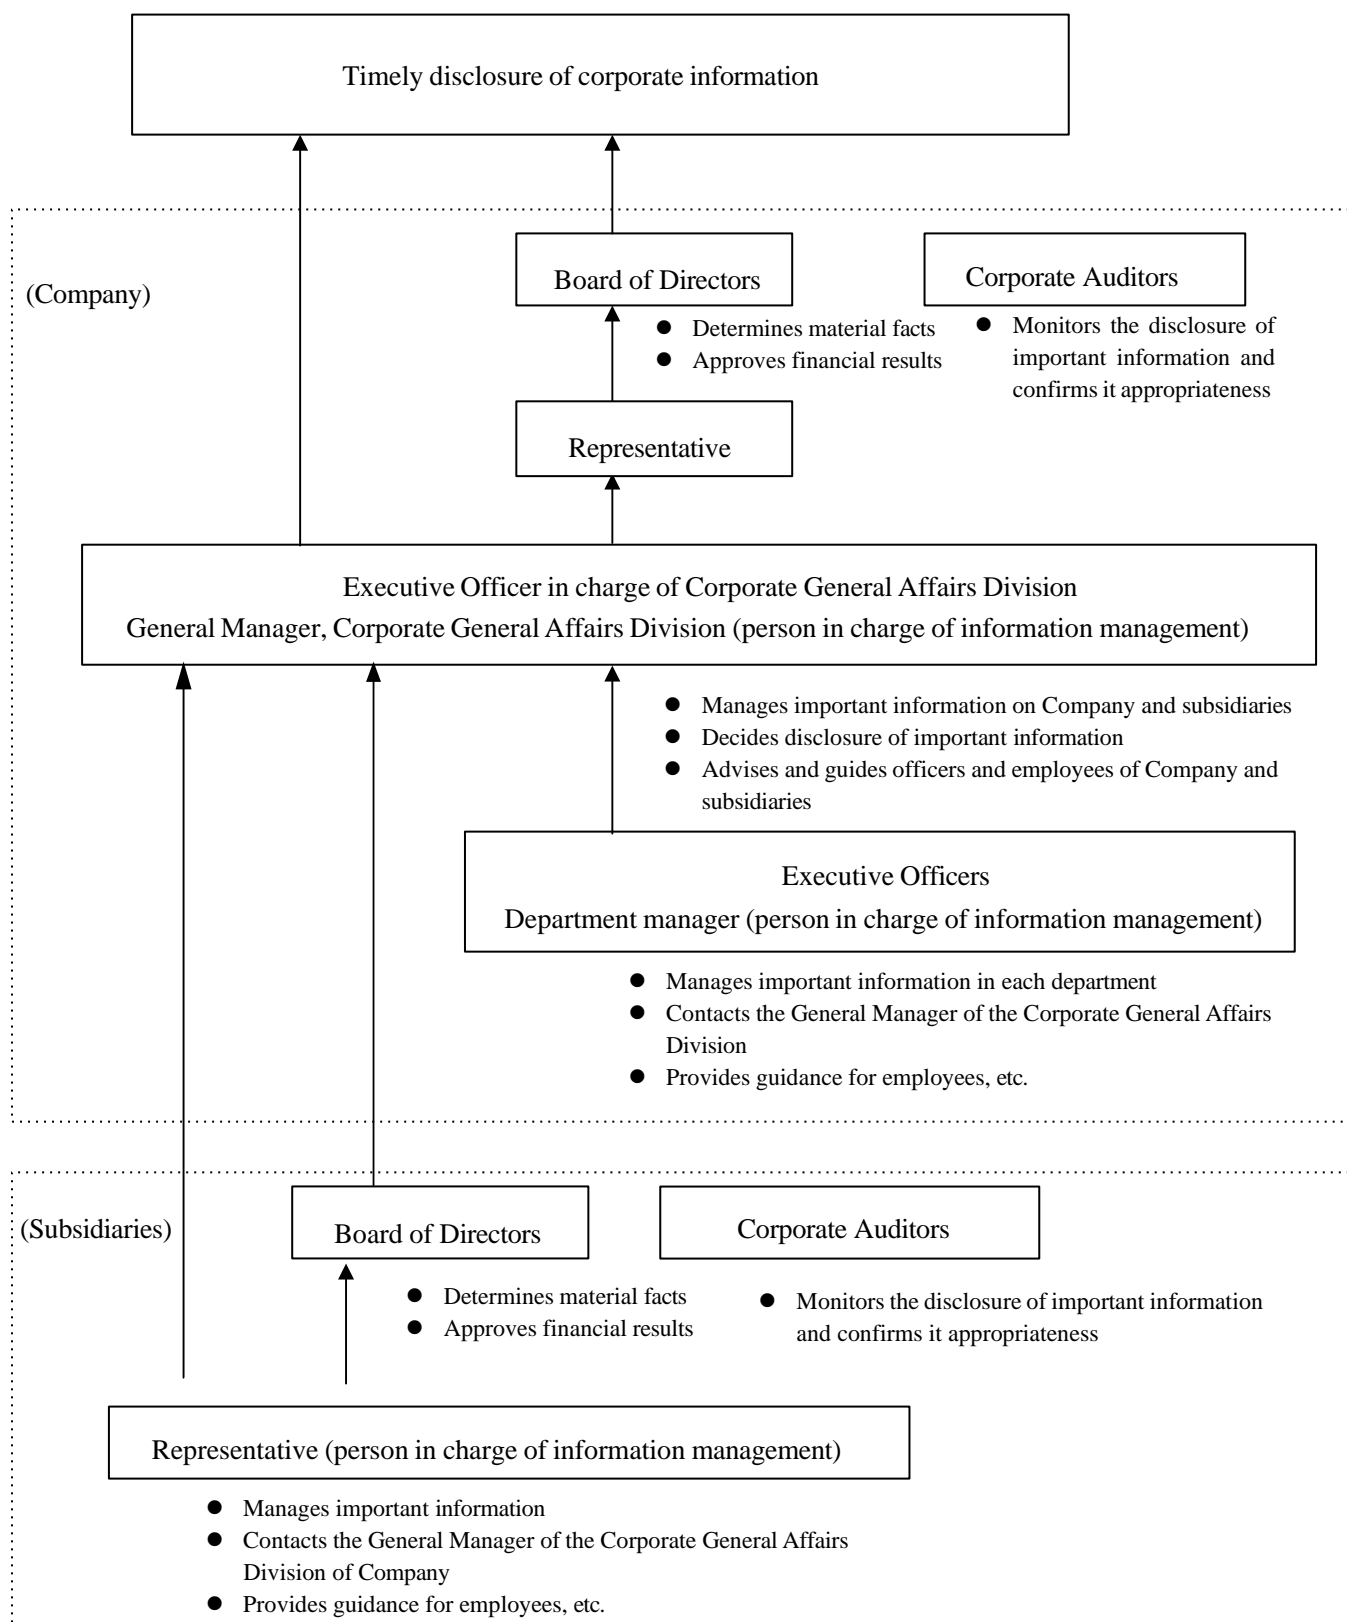 Timely disclosure of corporate information
(Company)
Board of Directors
● Determines material facts
● Approves financial results
Corporate Auditors
● Monitors the disclosure of
important information and
confirms it appropriateness
Representative
Executive Officer in charge of Corporate General Affairs Division
General Manager, Corporate General Affairs Division (person in charge of information management)
● Manages important information on Company and subsidiaries
● Decides disclosure of important information
● Advises and guides officers and employees of Company and
subsidiaries
Executive Officers
Department manager (person in charge of information management)
● Manages important information in each department
● Contacts the General Manager of the Corporate General Affairs
Division
● Provides guidance for employees, etc.
(Subsidiaries)
Board of Directors
● Determines material facts
● Approves financial results
Corporate Auditors
● Monitors the disclosure of important information
and confirms it appropriateness
Representative (person in charge of information management)
● Manages important information
● Contacts the General Manager of the Corporate General Affairs
Division of Company
● Provides guidance for employees, etc.